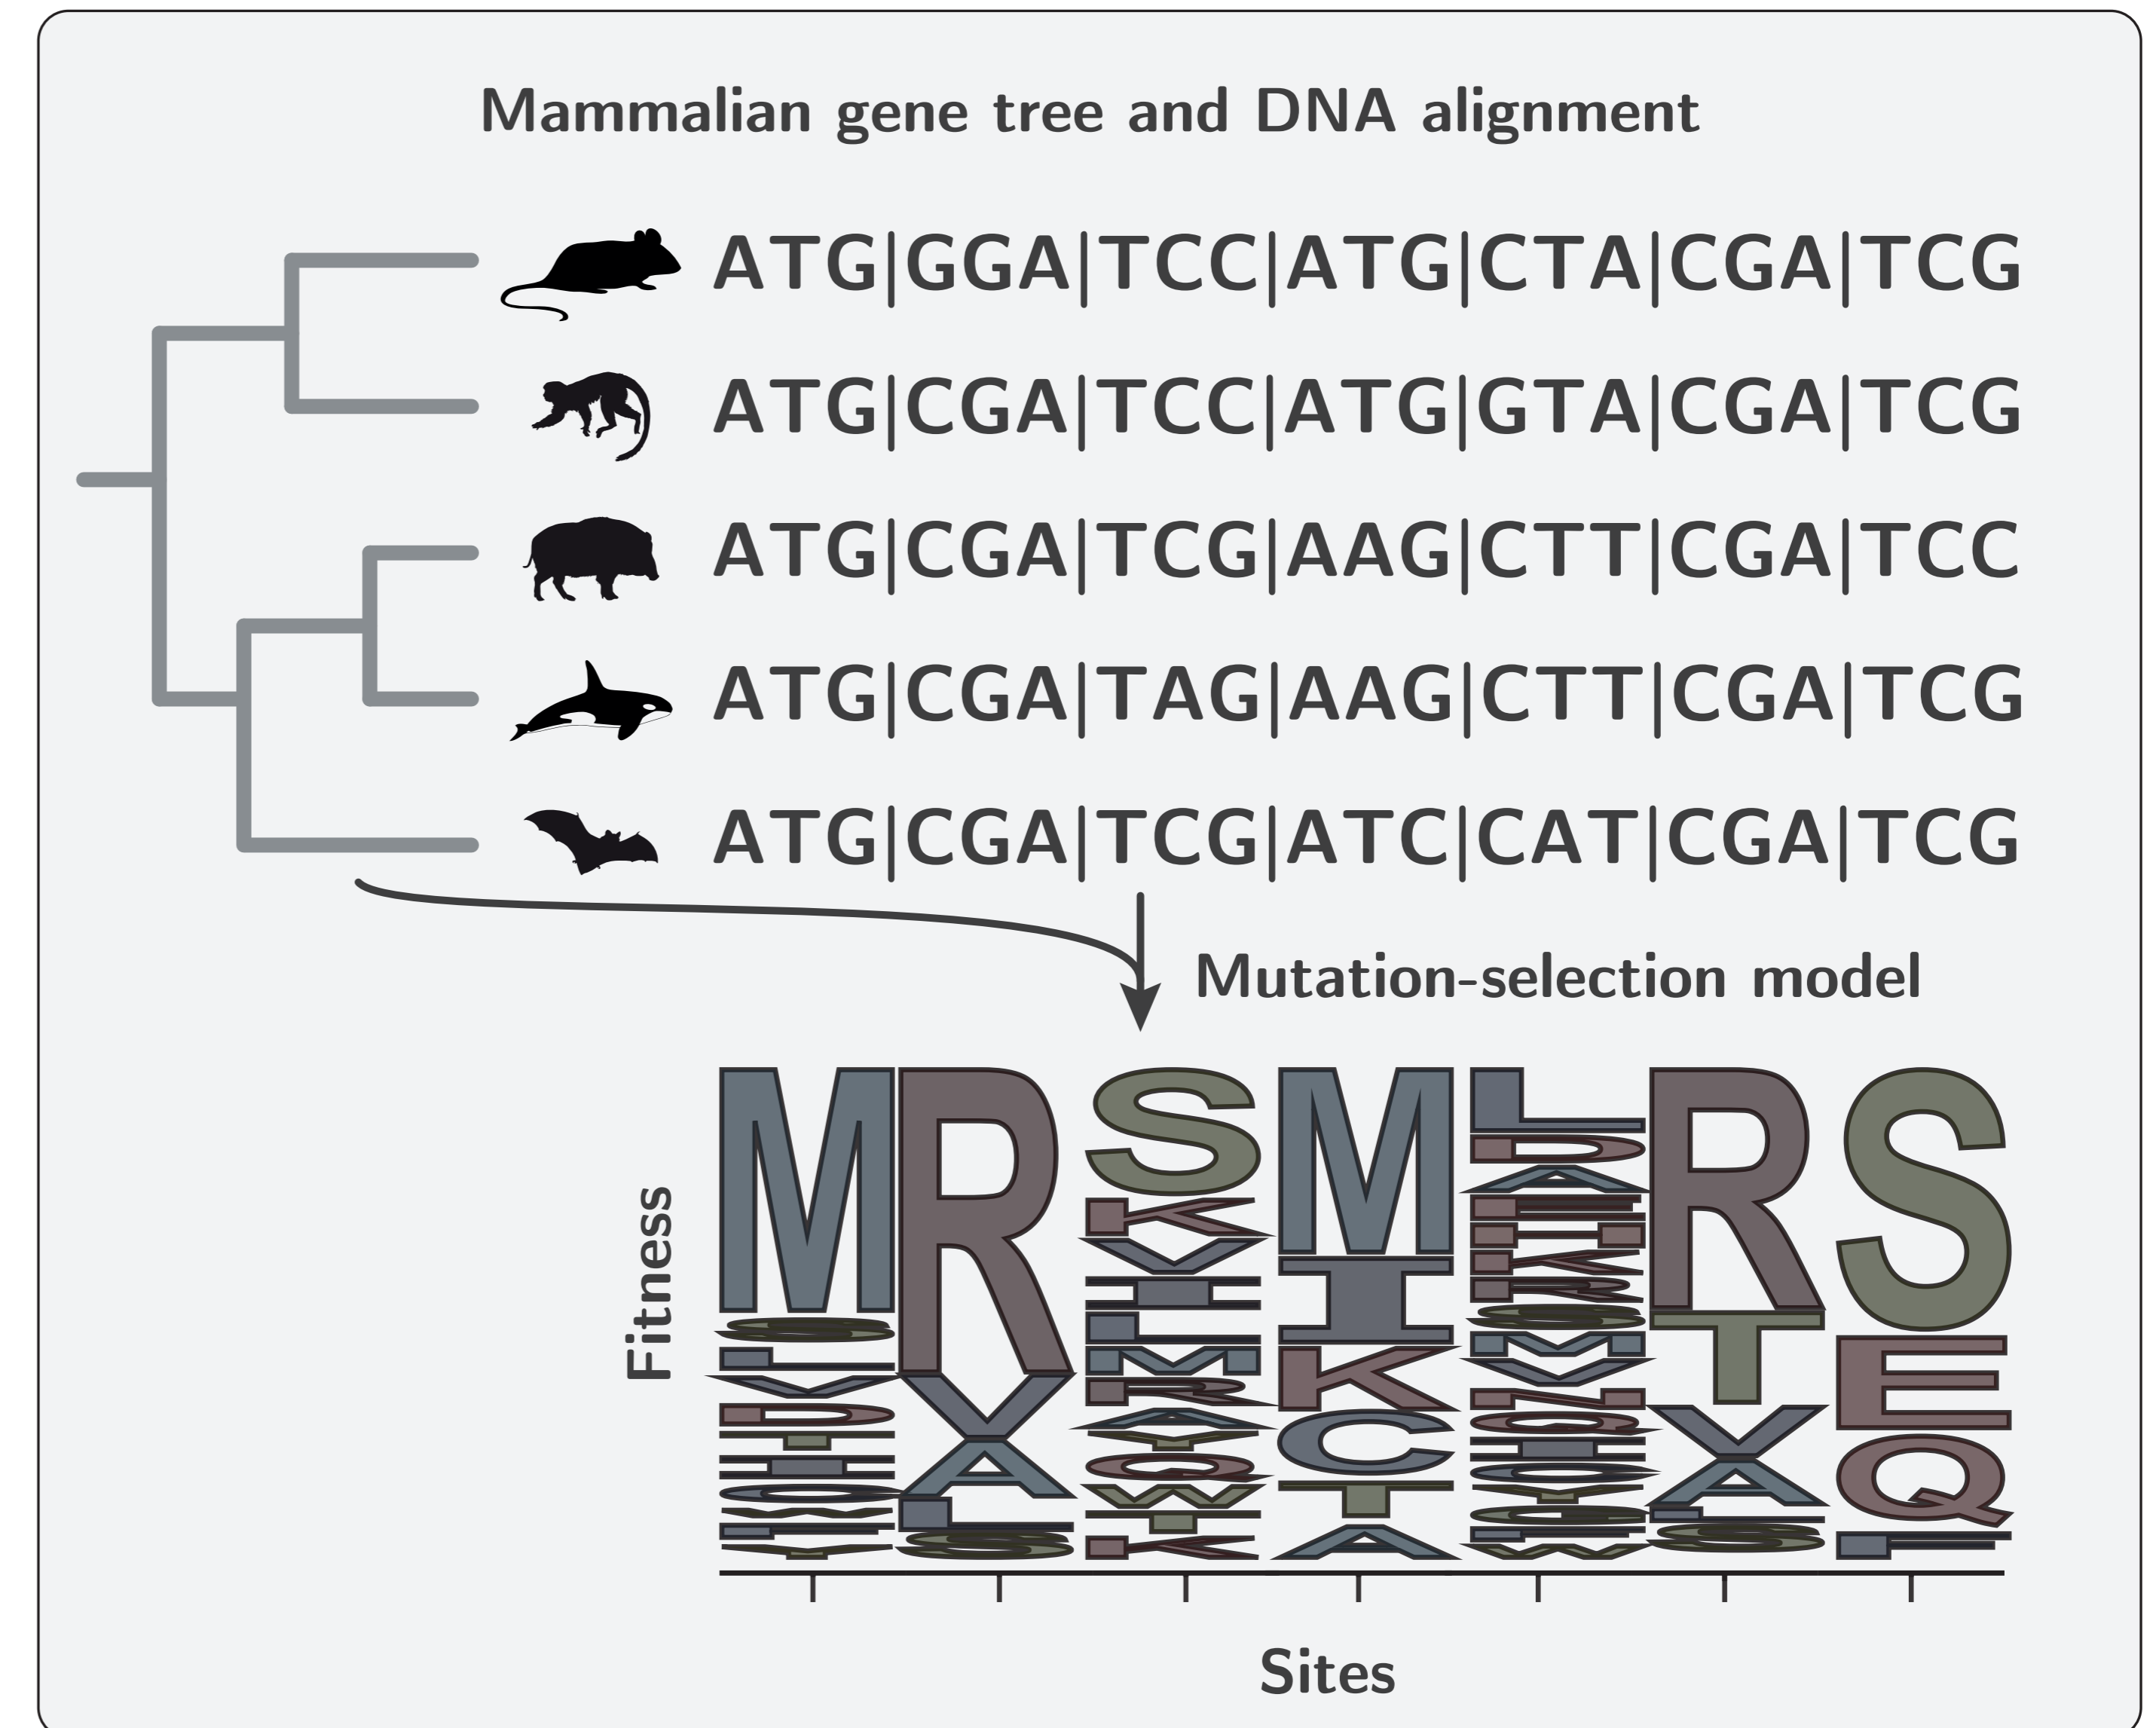 Mammalian gene tree and DNA alignment
ATG|GGA|TCC|ATG|CTA|CGA|TCG
ATG|CGA|TCC|ATG|GTA|CGA|TCG
ATG|CGA|TCG|AAG|CTT|CGA|TCC
ATG|CGA|TAG|AAG|CTT|CGA|TCG
ATG|CGA|TCG|ATC|CAT|CGA|TCG
Mutation-selection model
Fitness
M R S M L R S
Sites